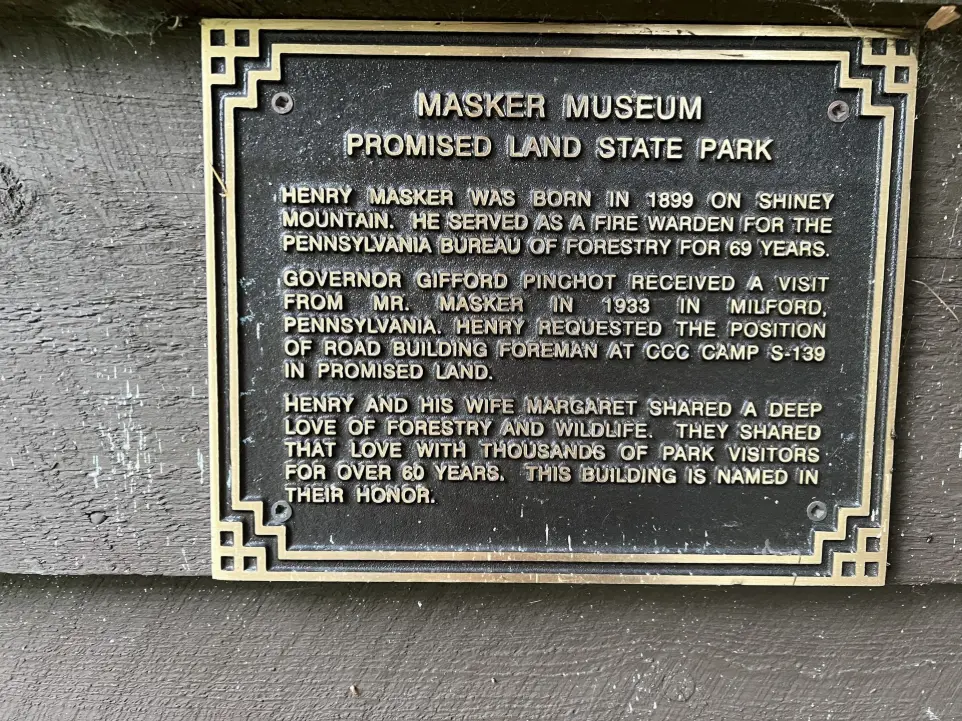 MASKER MUSEUM
PROMISED LAND STATE PARK
HENRY MASKER WAS BORN IN 1899 ON SHINEY
MOUNTAIN. HE SERVED AS A FIRE WARDEN FOR THE
PENNSYLVANIA BUREAU OF FORESTRY FOR 69 YEARS.
GOVERNOR GIFFORD PINCHOT RECEIVED A VISIT
FROM MR. MASKER IN 1933 IN MILFORD,
PENNSYLVANIA. HENRY REQUESTED THE POSITION
OF ROAD BUILDING FOREMAN AT CCC CAMP S-139
IN PROMISED LAND.
HENRY AND HIS WIFE MARGARET SHARED A DEEP
LOVE OF FORESTRY AND WILDLIFE. THEY SHARED
THAT LOVE WITH THOUSANDS OF PARK VISITORS
FOR OVER 60 YEARS. THIS BUILDING IS NAMED IN
THEIR HONOR.